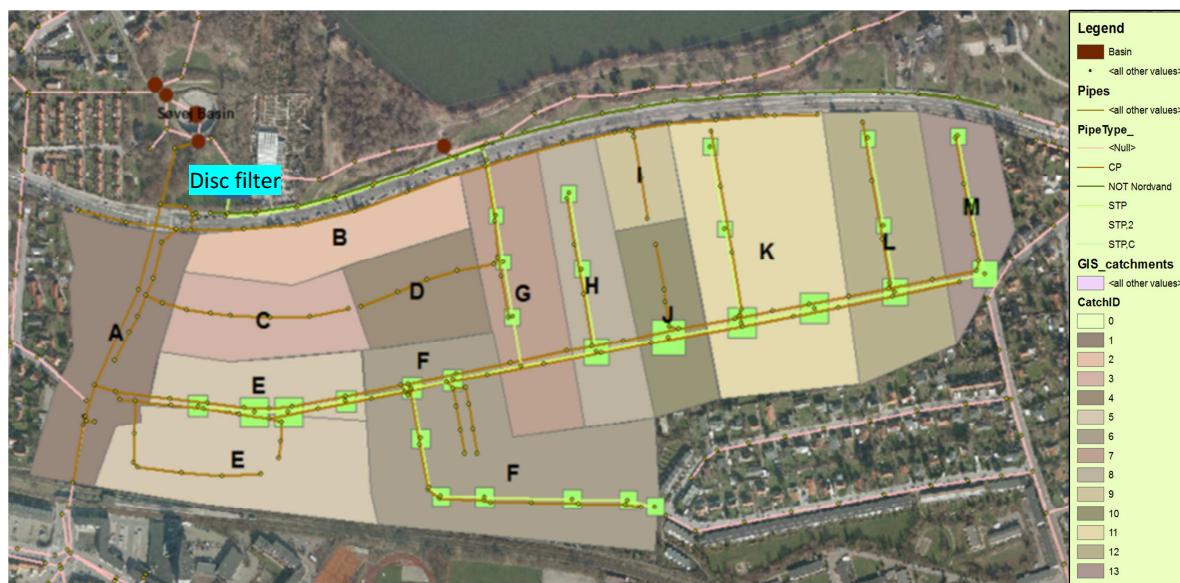 Søvej Basin
Disc filter
A
B
C
D
E
E
F
F
G
H
I
J
K
L
M
Legend
Basin
<all other values>
Pipes
<all other values>
PipeType_
<Null>
CP
NOT Nordvand
STP
STP,2
STP,C
GIS_catchments
<all other values>
CatchID
0
1
2
3
4
5
6
7
8
9
10
11
12
13